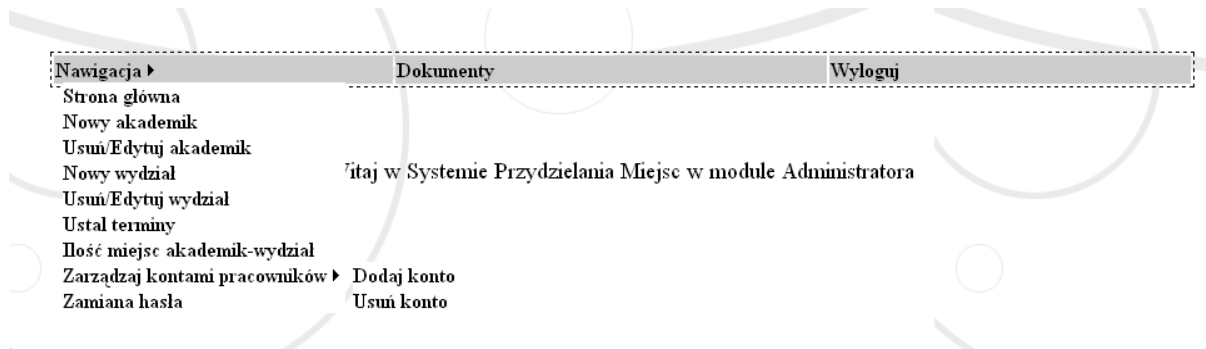 Nawigacja Dokumenty Wyloguj
Strona główna
Nowy akademik
Usuń/Edytuj akademik
Nowy wydział
itaj w Systemie Przydzielania Miejsc w module Administratora
Usuń/Edytuj wydział
Ustal terminy
Ilość miejsc akademik-wydział
Zarządzaj kontami pracowników Dodaj konto
Zamiana hasła Usuń konto